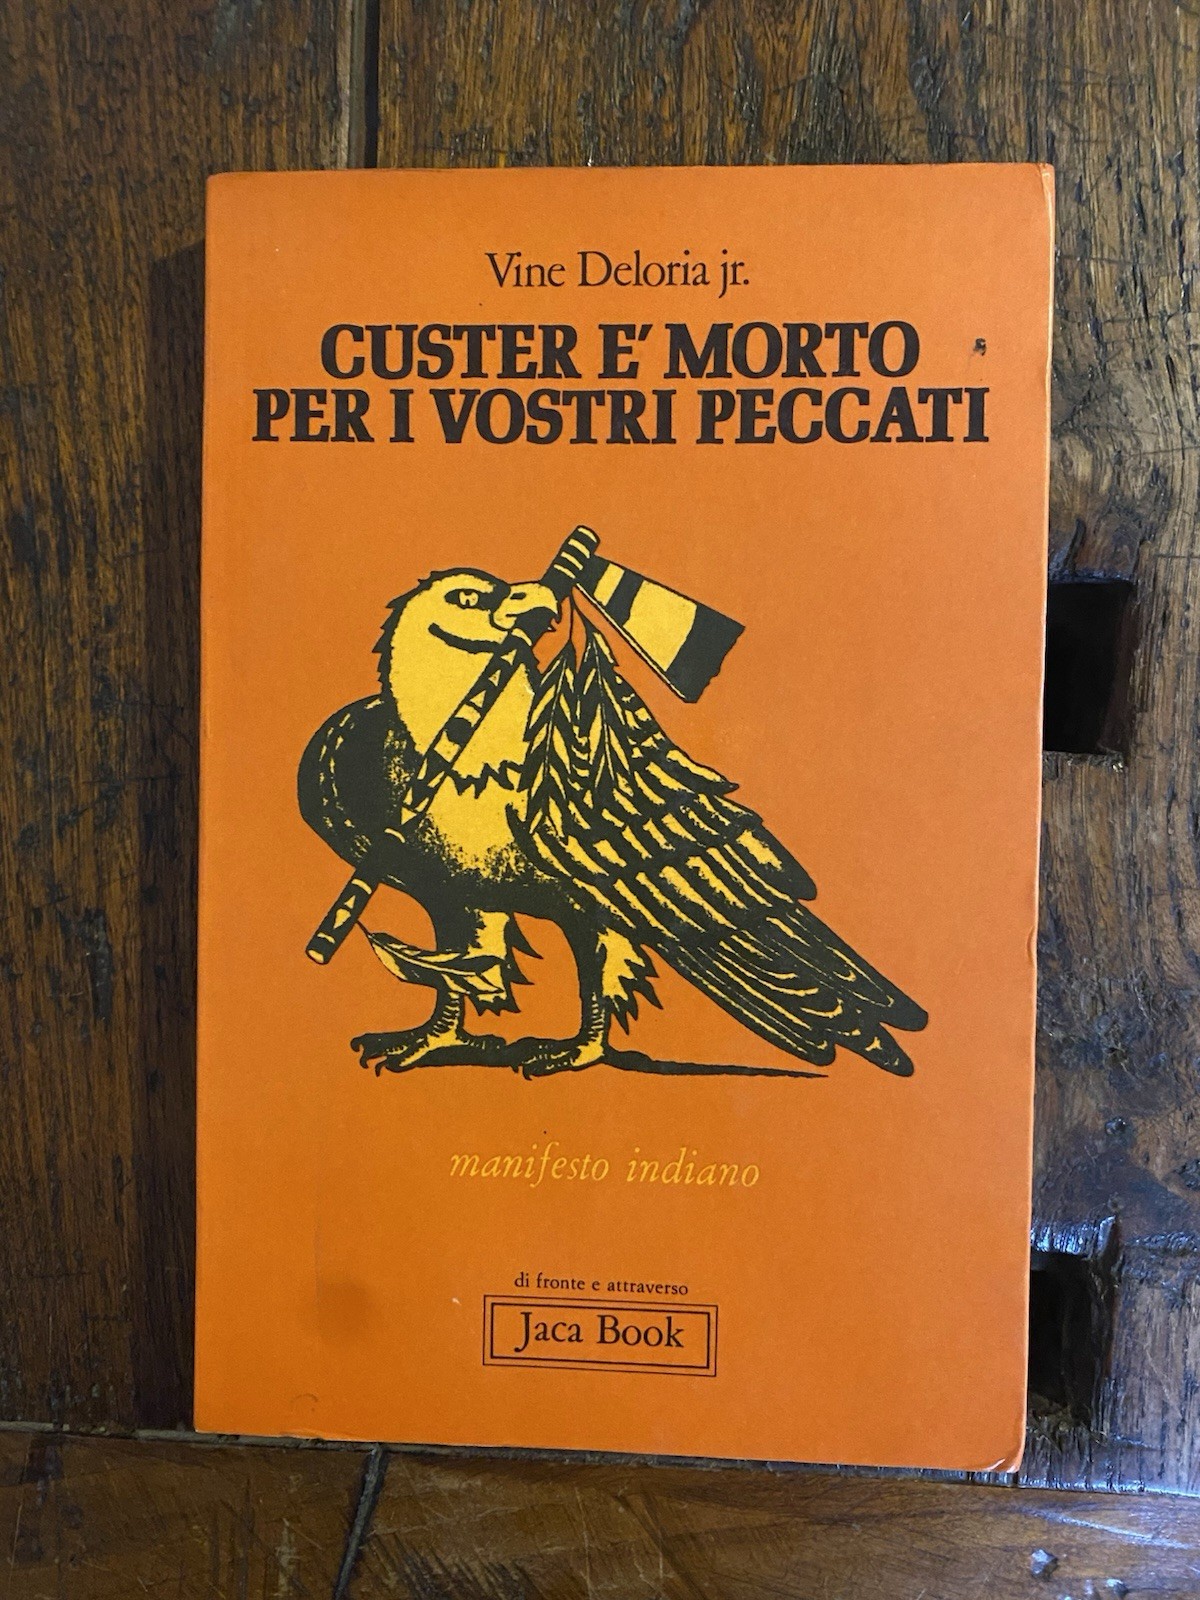 Vine Deloria jr.
CUSTER E' MORTO
PER I VOSTRI PECCATI
manifesto indiano
di fronte e attraverso
Jaca Book